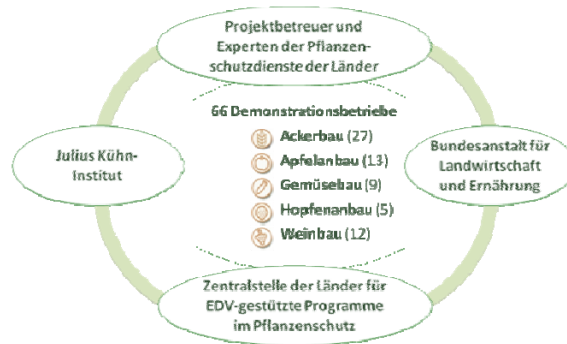 Projektbetreuer und
Experten der Pflanzen-
schutzdienste der Länder
66 Demonstrationsbetriebe
Ackerbau (27)
Apfelanbau (13)
Gemüsebau (9)
Hopfenanbau (5)
Weinbau (12)
Julius Kühn-
Institut
Bundesanstalt für
Landwirtschaft
und Ernährung
Zentralstelle der Länder für
EDV-gestützte Programme
im Pflanzenschutz